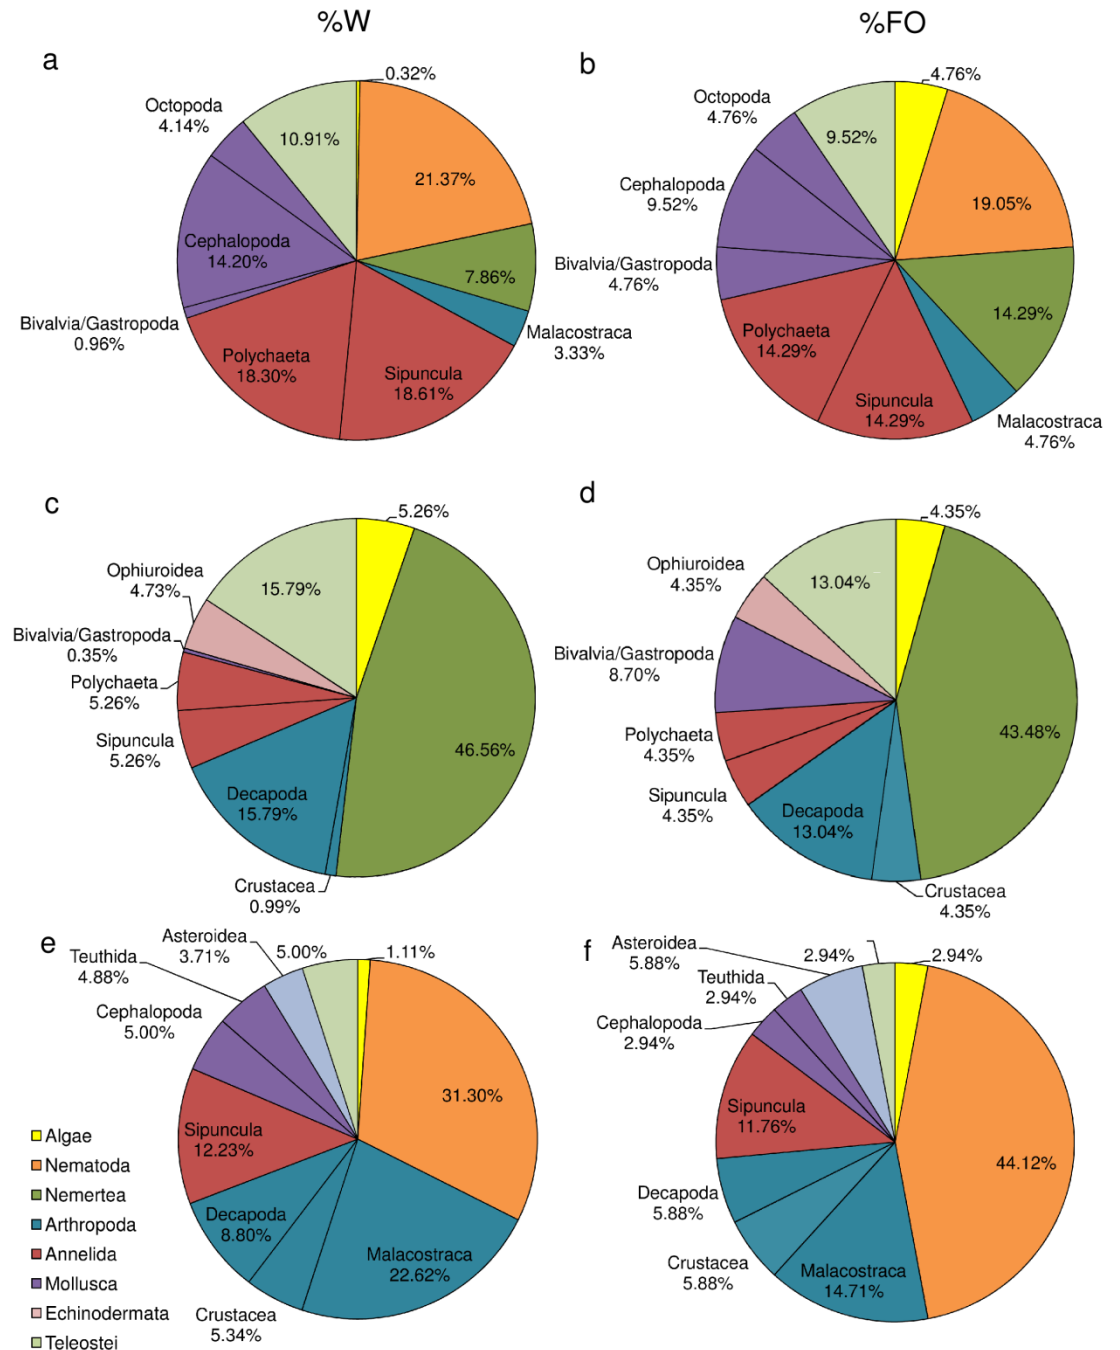 %W
%FO
a
0.32%
Octopoda
4.14%
10.91%
21.37%
Cephalopoda
14.20%
7.86%
Bivalvia/Gastropoda
0.96%
Malacostraca
3.33%
Polychaeta
18.30%
Sipuncula
18.61%
b
4.76%
Octopoda
4.76%
9.52%
Cephalopoda
9.52%
19.05%
Bivalvia/Gastropoda
4.76%
14.29%
Polychaeta
14.29%
Sipuncula
14.29%
Malacostraca
4.76%
c
5.26%
Ophiuroidea
4.73%
15.79%
Bivalvia/Gastropoda
0.35%
Polychaeta
5.26%
Sipuncula
5.26%
46.56%
Decapoda
15.79%
Crustacea
0.99%
d
4.35%
Ophiuroidea
4.35%
13.04%
Bivalvia/Gastropoda
8.70%
Polychaeta
4.35%
43.48%
Sipuncula
4.35%
Decapoda
13.04%
Crustacea
4.35%
e
Asteroidea
3.71%
5.00%
1.11%
Teuthida
4.88%
Cephalopoda
5.00%
31.30%
Sipuncula
12.23%
Decapoda
8.80%
Malacostraca
22.62%
Crustacea
5.34%
f
Asteroidea
5.88%
2.94%
2.94%
Teuthida
2.94%
Cephalopoda
2.94%
Sipuncula
11.76%
44.12%
Decapoda
5.88%
Crustacea
5.88%
Malacostraca
14.71%
Algae
Nematoda
Nemertea
Arthropoda
Annelida
Mollusca
Echinodermata
Teleostei